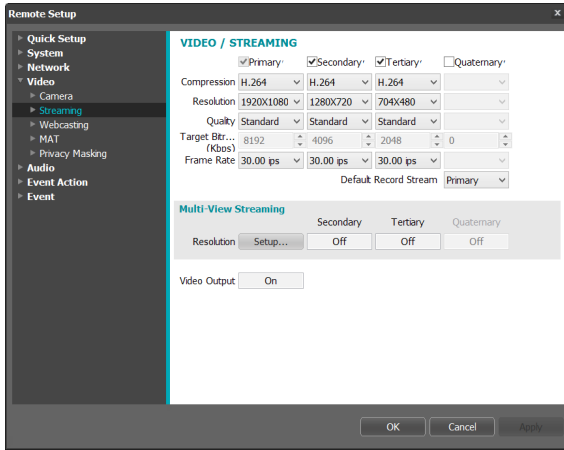 Remote Setup x
Quick Setup
System
Network
Video
Camera
Streaming
Webcasting
MAT
Privacy Masking
Audio
Event Action
Event
VIDEO / STREAMING
Primary Secondary Tertiary Quaternary
Compression H.264 H.264 H.264
Resolution 1920X1080 1280X720 704X480
Quality Standard Standard Standard
Target Bitr... 8192 4096 2048 0
(Kbps)
Frame Rate 30.00 ips 30.00 ips 30.00 ips
Default Record Stream Primary
Multi-View Streaming
Secondary Tertiary Quaternary
Resolution Setup... Off Off Off
Video Output On
OK Cancel Apply